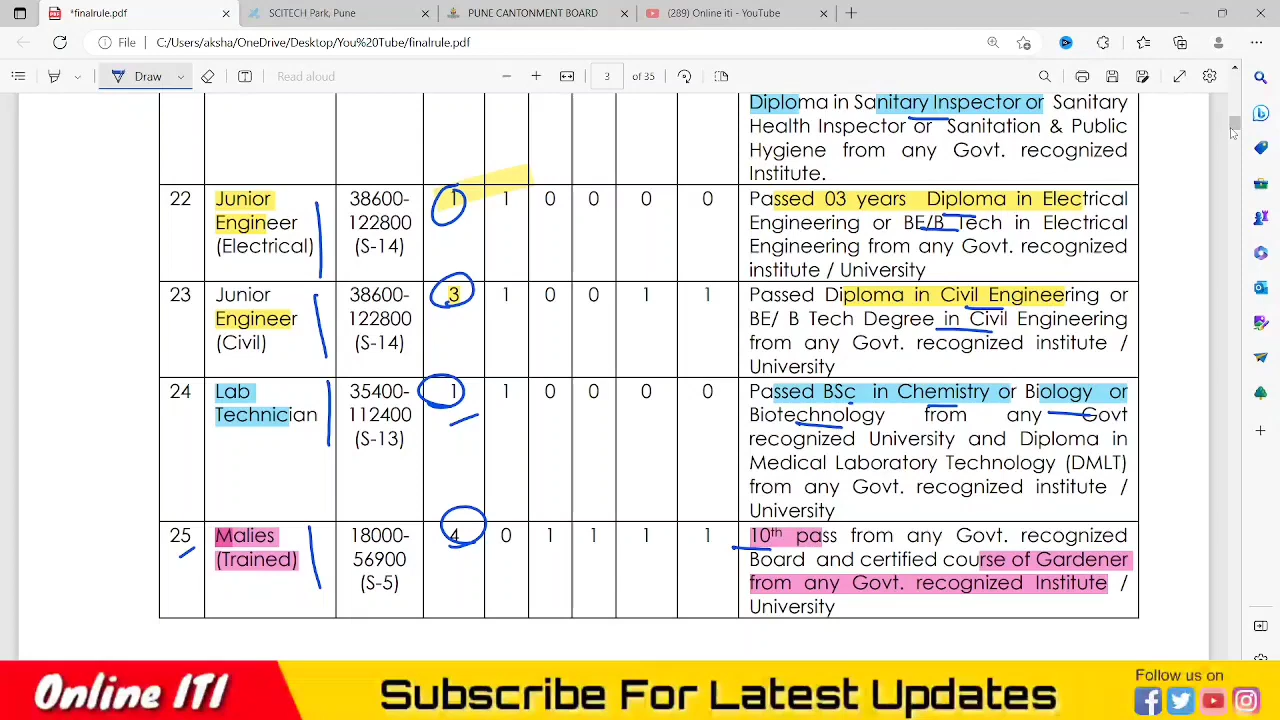 *finalrule.pdf
SCITECH Park, Pune
PUNE CANTONMENT BOARD
(289) Online iti - YouTube
File
C:/Users/aksha/OneDrive/Desktop/You%20Tube/finalrule.pdf
Draw
Read aloud
3 of 35
Diploma in Sanitary Inspector or Sanitary
Health Inspector or Sanitation & Public
Hygiene from any Govt. recognized
Institute.
22 Junior 38600- 1 1 0 0 0 0 Passed 03 years Diploma in Electrical
Engineer 122800 Engineering or BE/B Tech in Electrical
(Electrical) (S-14) Engineering from any Govt. recognized
institute / University
23 Junior 38600- 3 1 0 0 1 1 Passed Diploma in Civil Engineering or
Engineer 122800 BE/ B Tech Degree in Civil Engineering
(Civil) (S-14) from any Govt. recognized institute /
University
24 Lab 35400- 1 1 0 0 0 0 Passed BSc in Chemistry or Biology or
Technician 112400 Biotechnology from any Govt
(S-13) recognized University and Diploma in
Medical Laboratory Technology (DMLT)
from any Govt. recognized institute /
University
25 Malies 18000- 4 0 1 1 1 1 10th pass from any Govt. recognized
(Trained) 56900 Board and certified course of Gardener
(S-5) from any Govt. recognized Institute /
University
Online ITI
Subscribe For Latest Updates
Follow us on